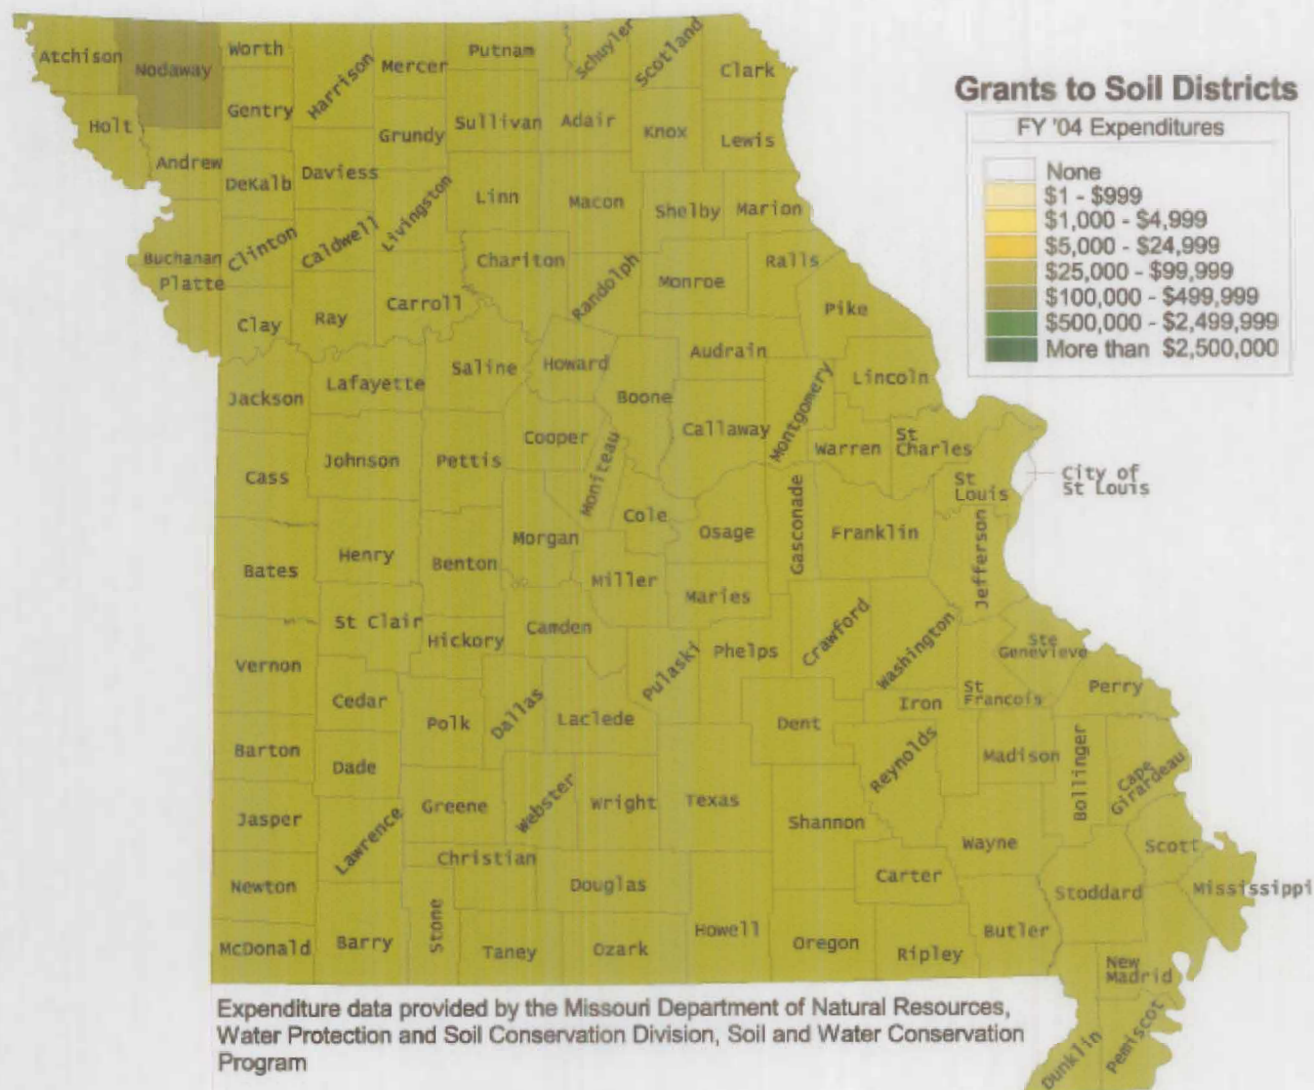 Grants to Soil Districts
FY '04 Expenditures
None
$1 - $999
$1,000 - $4,999
$5,000 - $24,999
$25,000 - $99,999
$100,000 - $499,999
$500,000 - $2,499,999
More than $2,500,000
Atchison
Nodaway
Worth
Harrison
Mercer
Putnam
Schuyler
Scotland
Clark
Holt
Gentry
Grundy
Sullivan
Adair
Knox
Lewis
Andrew
DeKalb
Daviess
Livingston
Linn
Macon
Shelby
Marion
Buchanan
Clinton
Caldwell
Chariton
Randolph
Monroe
Ralls
Platte
Clay
Ray
Carroll
Pike
Jackson
Lafayette
Saline
Howard
Boone
Audrain
Lincoln
Cooper
Moniteau
Callaway
Montgomery
Warren
St
Charles
Cass
Johnson
Pettis
St
Louis
City of
St Louis
Morgan
Cole
Osage
Gasconade
Franklin
Jefferson
Bates
Henry
Benton
Miller
Maries
St Clair
Hickory
Camden
Pulaski
Phelps
Crawford
Washington
Ste
Genevieve
Vernon
Cedar
Polk
Dallas
Laclede
Dent
Iron
St
Francois
Perry
Barton
Dade
Reynolds
Madison
Bollinger
Cape
Girardeau
Jasper
Lawrence
Greene
Webster
Wright
Texas
Shannon
Wayne
Scott
Newton
Christian
Douglas
Carter
Stoddard
Mississippi
McDonald
Barry
Stone
Taney
Ozark
Howell
Oregon
Ripley
Butler
New
Madrid
Dunklin
Pemiscot
Expenditure data provided by the Missouri Department of Natural Resources,
Water Protection and Soil Conservation Division, Soil and Water Conservation
Program